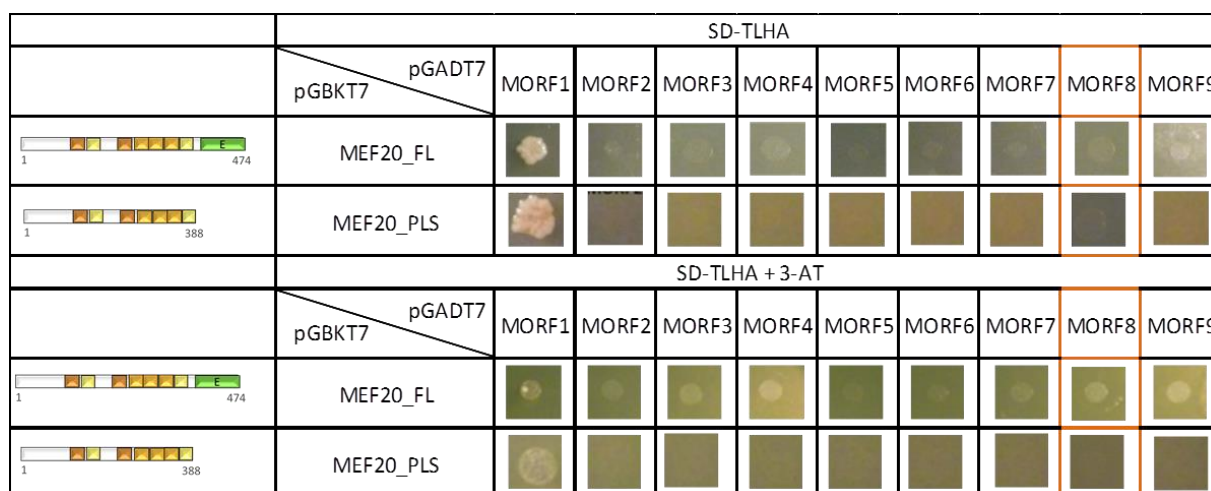 SD-TLHA
pGADT7
pGBKT7
MORF1 MORF2 MORF3 MORF4 MORF5 MORF6 MORF7 MORF8 MORF9
E
1 474
MEF20_FL
1 388
MEF20_PLS
SD-TLHA + 3-AT
pGADT7
pGBKT7
MORF1 MORF2 MORF3 MORF4 MORF5 MORF6 MORF7 MORF8 MORF9
E
1 474
MEF20_FL
1 388
MEF20_PLS